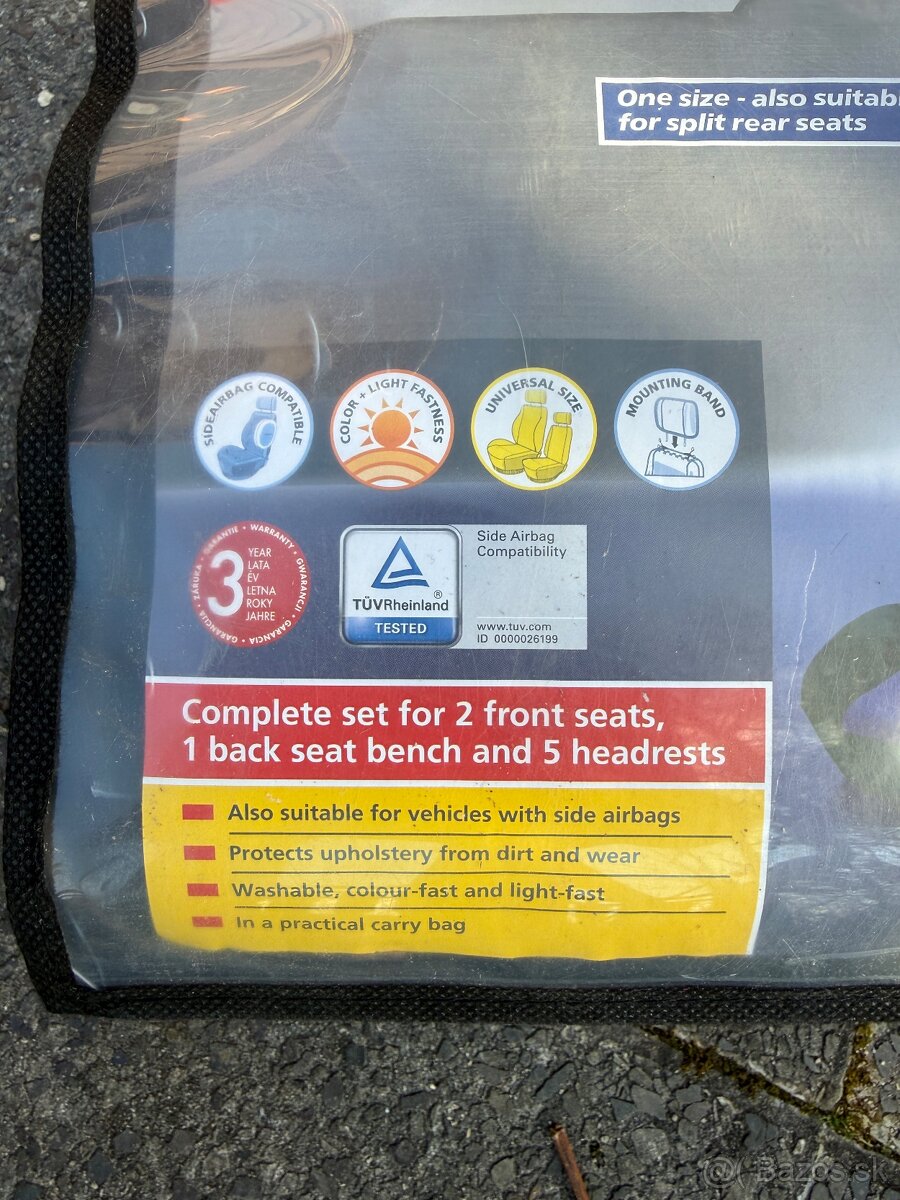 One size - also
for split rear seats
SIDEAIRBAG COMPATIBLE
COLOR + LIGHT FASTNESS
UNIVERSAL SIZE
MOUNTING BAND
GARANTIE • WARRANTY • GWARANCJI • GARANCIA • GARANCIJA • ZÁRUKA •
3
YEAR
LATA
ÉV
LETNA
ROKY
JAHRE
TÜVRheinland®
TESTED
Side Airbag
Compatibility
www.tuv.com
ID 0000026199
Complete set for 2 front seats,
1 back seat bench and 5 headrests
Also suitable for vehicles with side airbags
Protects upholstery from dirt and wear
Washable, colour-fast and light-fast
In a practical carry bag
@ Bazos.sk